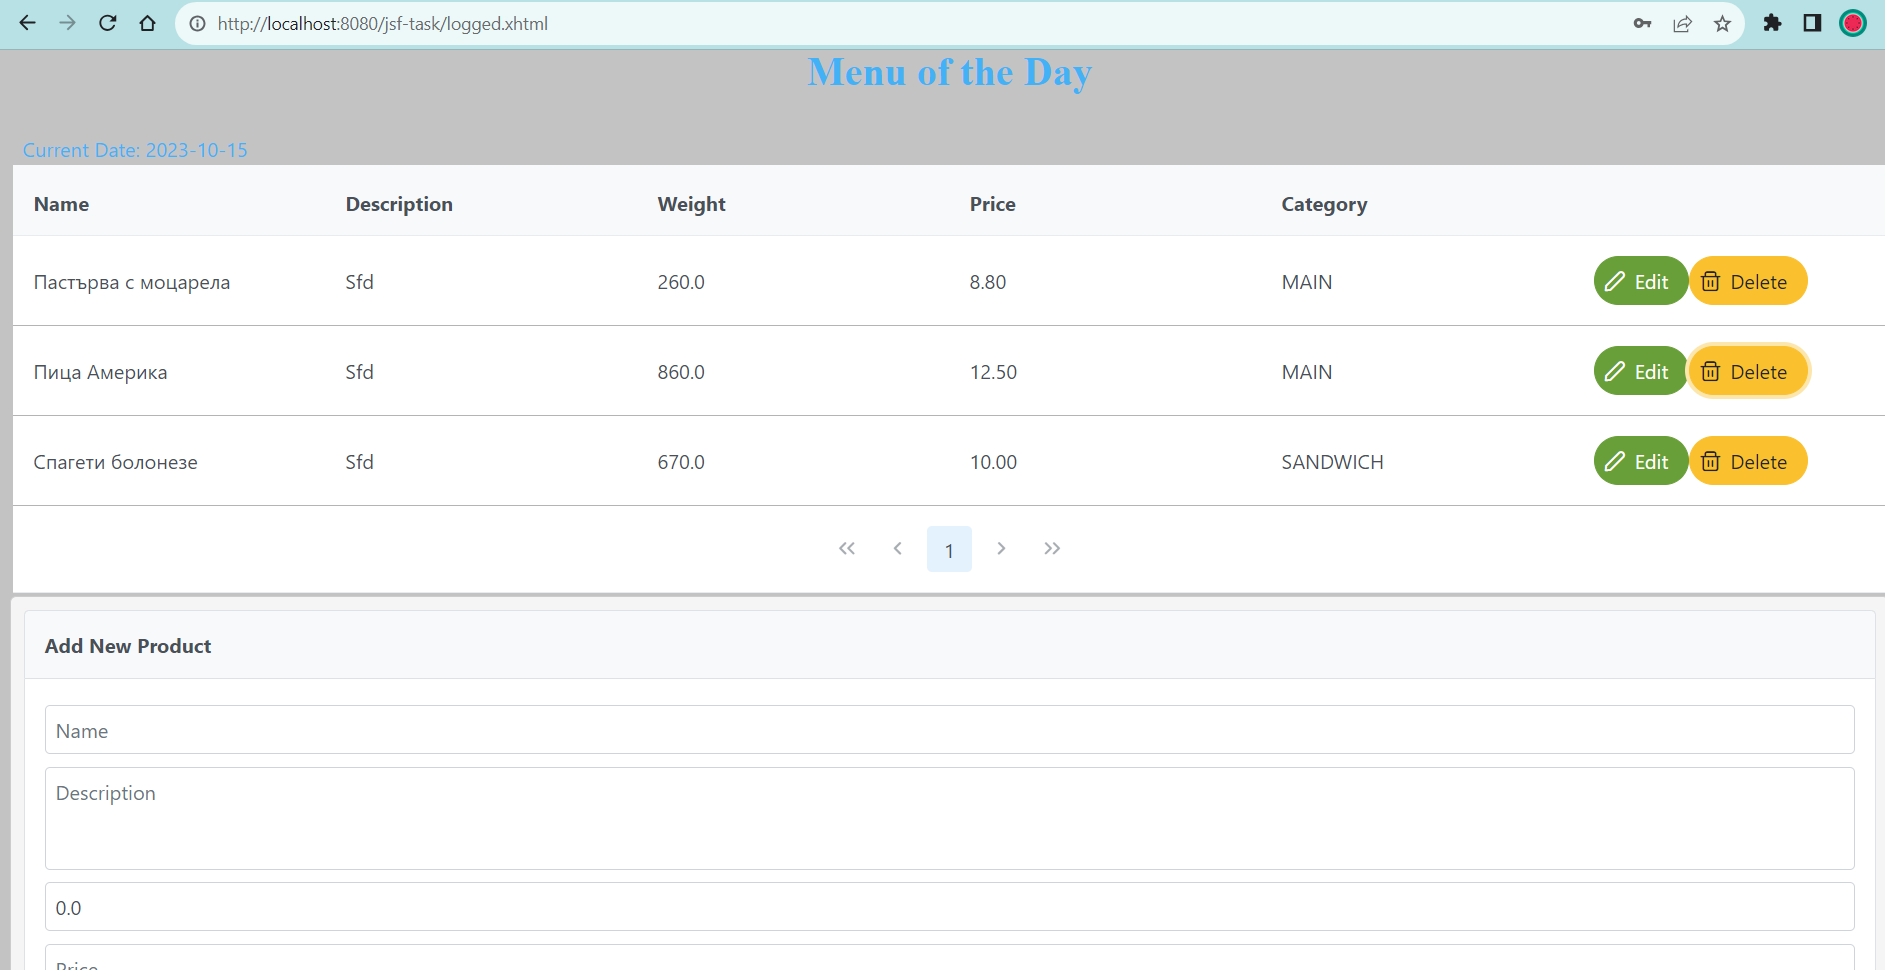 http://localhost:8080/jsf-task/logged.xhtml
Menu of the Day
Current Date: 2023-10-15
Name Description Weight Price Category
Пастърва с моцарела Sfd 260.0 8.80 MAIN Edit Delete
Пица Америка Sfd 860.0 12.50 MAIN Edit Delete
Спагети болонезе Sfd 670.0 10.00 SANDWICH Edit Delete
1
Add New Product
Name
Description
0.0
Price